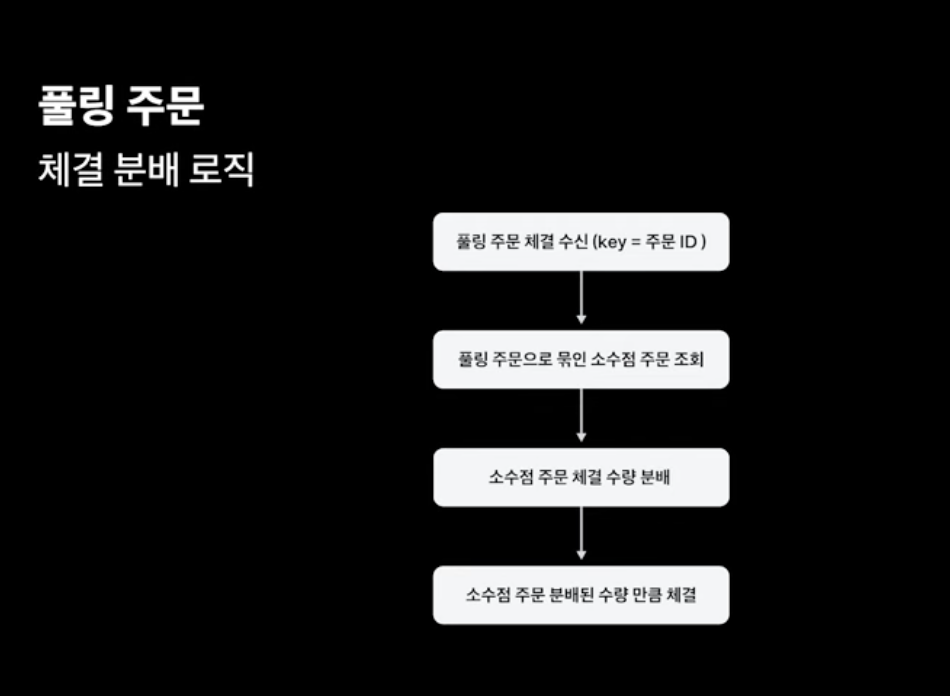 풀링 주문
체결 분배 로직
풀링 주문 체결 수신 (key = 주문 ID )
풀링 주문으로 묶인 소수점 주문 조회
소수점 주문 체결 수량 분배
소수점 주문 분배된 수량 만큼 체결